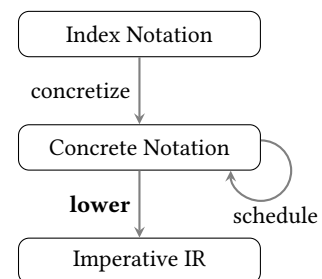 Index Notation
concretize
Concrete Notation
lower
schedule
Imperative IR